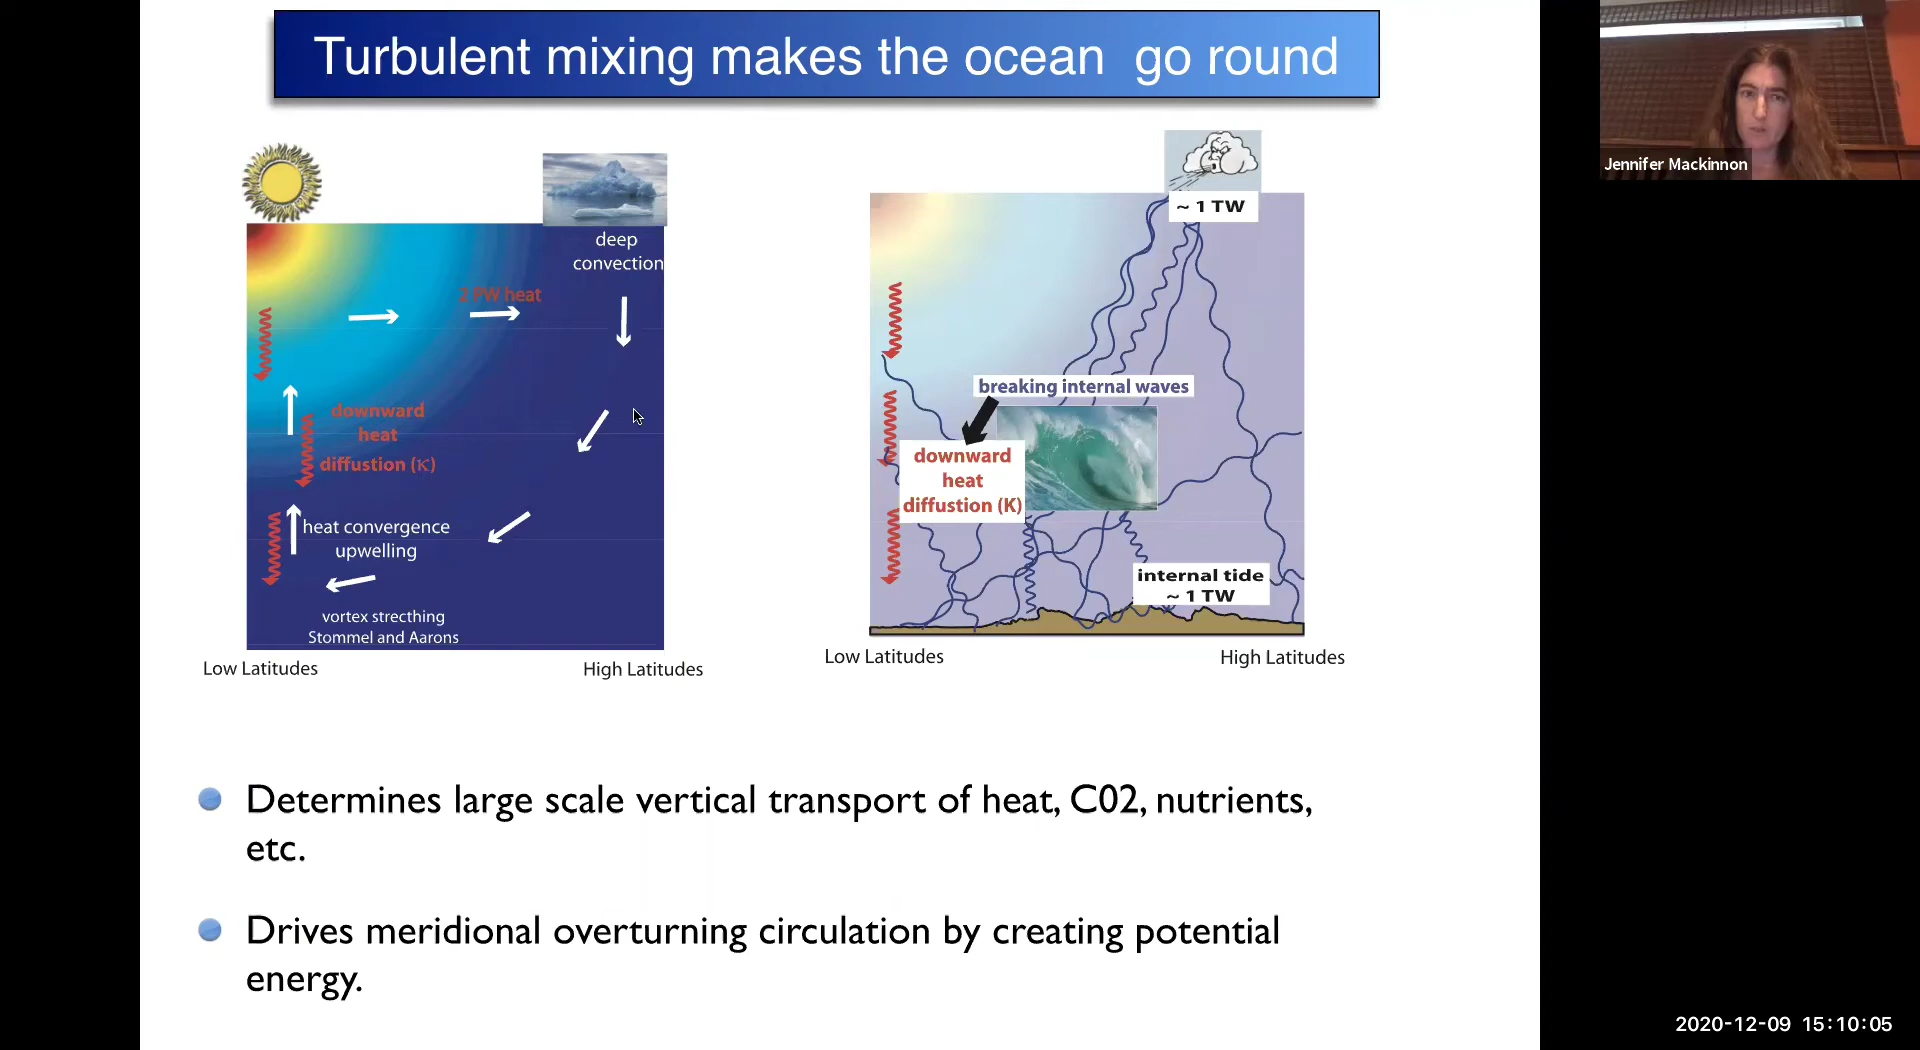 Turbulent mixing makes the ocean go round
Jennifer Mackinnon
deep
convection
2 PW heat
downward
heat
diffustion (K)
heat convergence
upwelling
vortex strecthing
Stommel and Aarons
Low Latitudes
High Latitudes
~ 1 TW
breaking internal waves
downward
heat
diffustion (K)
internal tide
~ 1 TW
Low Latitudes
High Latitudes
Determines large scale vertical transport of heat, C02, nutrients,
etc.
Drives meridional overturning circulation by creating potential
energy.
2020-12-09 15:10:05